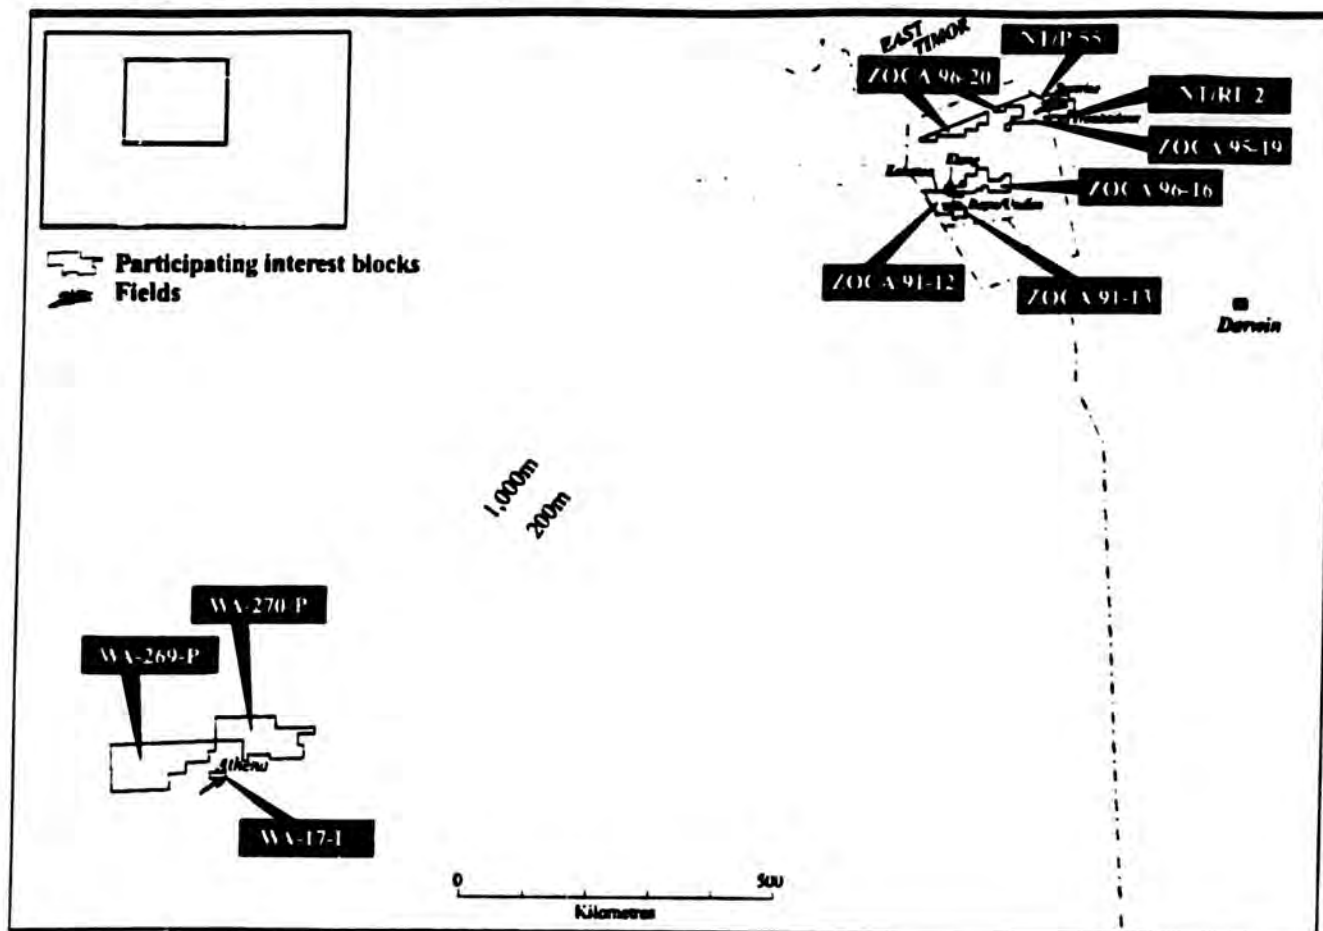 EAST
TIMOR
NT/P 55
ZOCA 96-20
NT/RL 2
ZOCA 95-19
ZOCA 96-16
ZOCA 91-12
ZOCA 91-13
Darwin
Participating interest blocks
Fields
1,000m
200m
WA-270/P
WA-269-P
Athena
WA-17-L
0 500
Kilometres